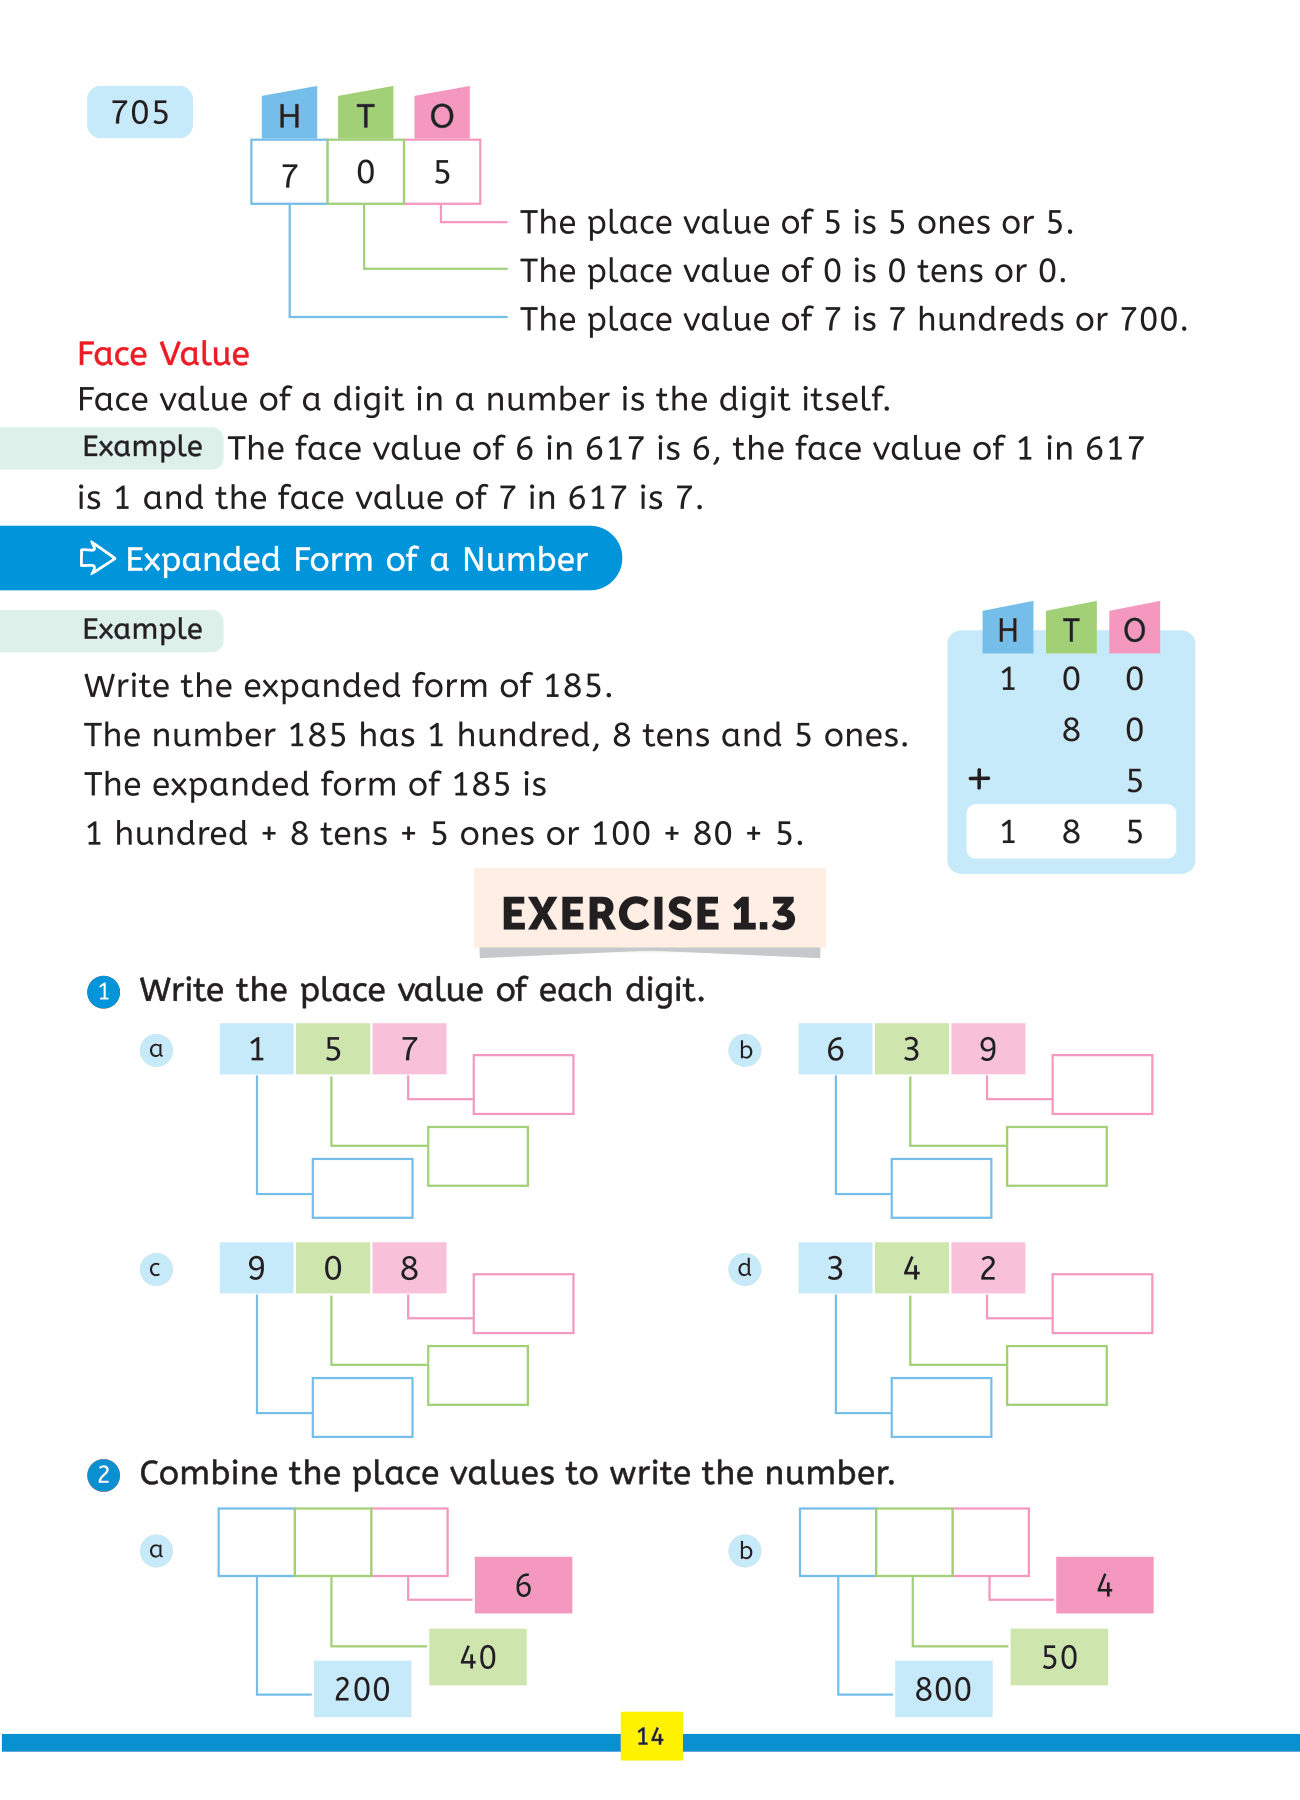 705
H T O
7 0 5
The place value of 5 is 5 ones or 5.
The place value of 0 is 0 tens or 0.
The place value of 7 is 7 hundreds or 700.
Face Value
Face value of a digit in a number is the digit itself.
Example The face value of 6 in 617 is 6, the face value of 1 in 617
is 1 and the face value of 7 in 617 is 7.
Expanded Form of a Number
Example
Write the expanded form of 185.
The number 185 has 1 hundred, 8 tens and 5 ones.
The expanded form of 185 is
1 hundred + 8 tens + 5 ones or 100 + 80 + 5.
H T O
1 0 0
8 0
+ 5
1 8 5
EXERCISE 1.3
1 Write the place value of each digit.
a 1 5 7
b 6 3 9
c 9 0 8
d 3 4 2
2 Combine the place values to write the number.
a
6
40
200
b
4
50
800
14